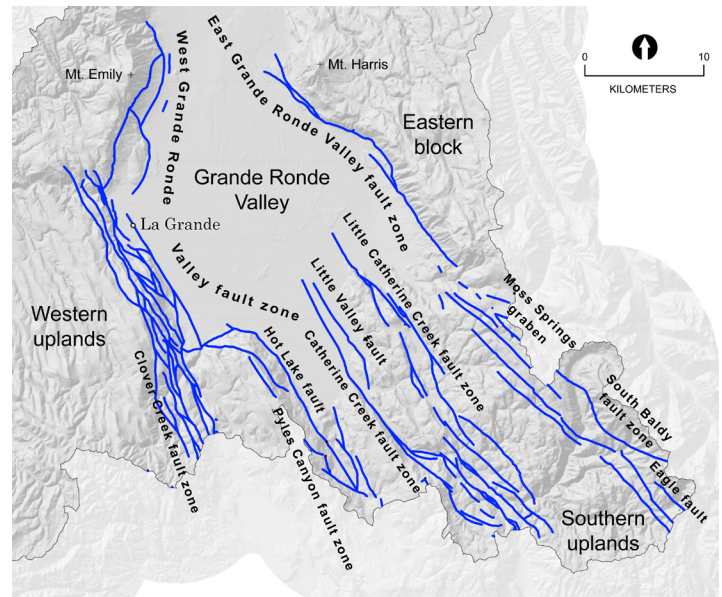 Mt. Emily
West Grande Ronde
Valley fault zone
East Grande Ronde Valley fault zone
Mt. Harris
0
10
KILOMETERS
Eastern
block
Grande Ronde
Valley
La Grande
Western
uplands
Clover Creek fault zone
Hot Lake fault
Pyles Canyon fault zone
Catherine Creek fault zone
Little Valley fault
Little Catherine Creek fault zone
Moss Springs
graben
South Baldy
fault zone
Eagle fault
Southern
uplands